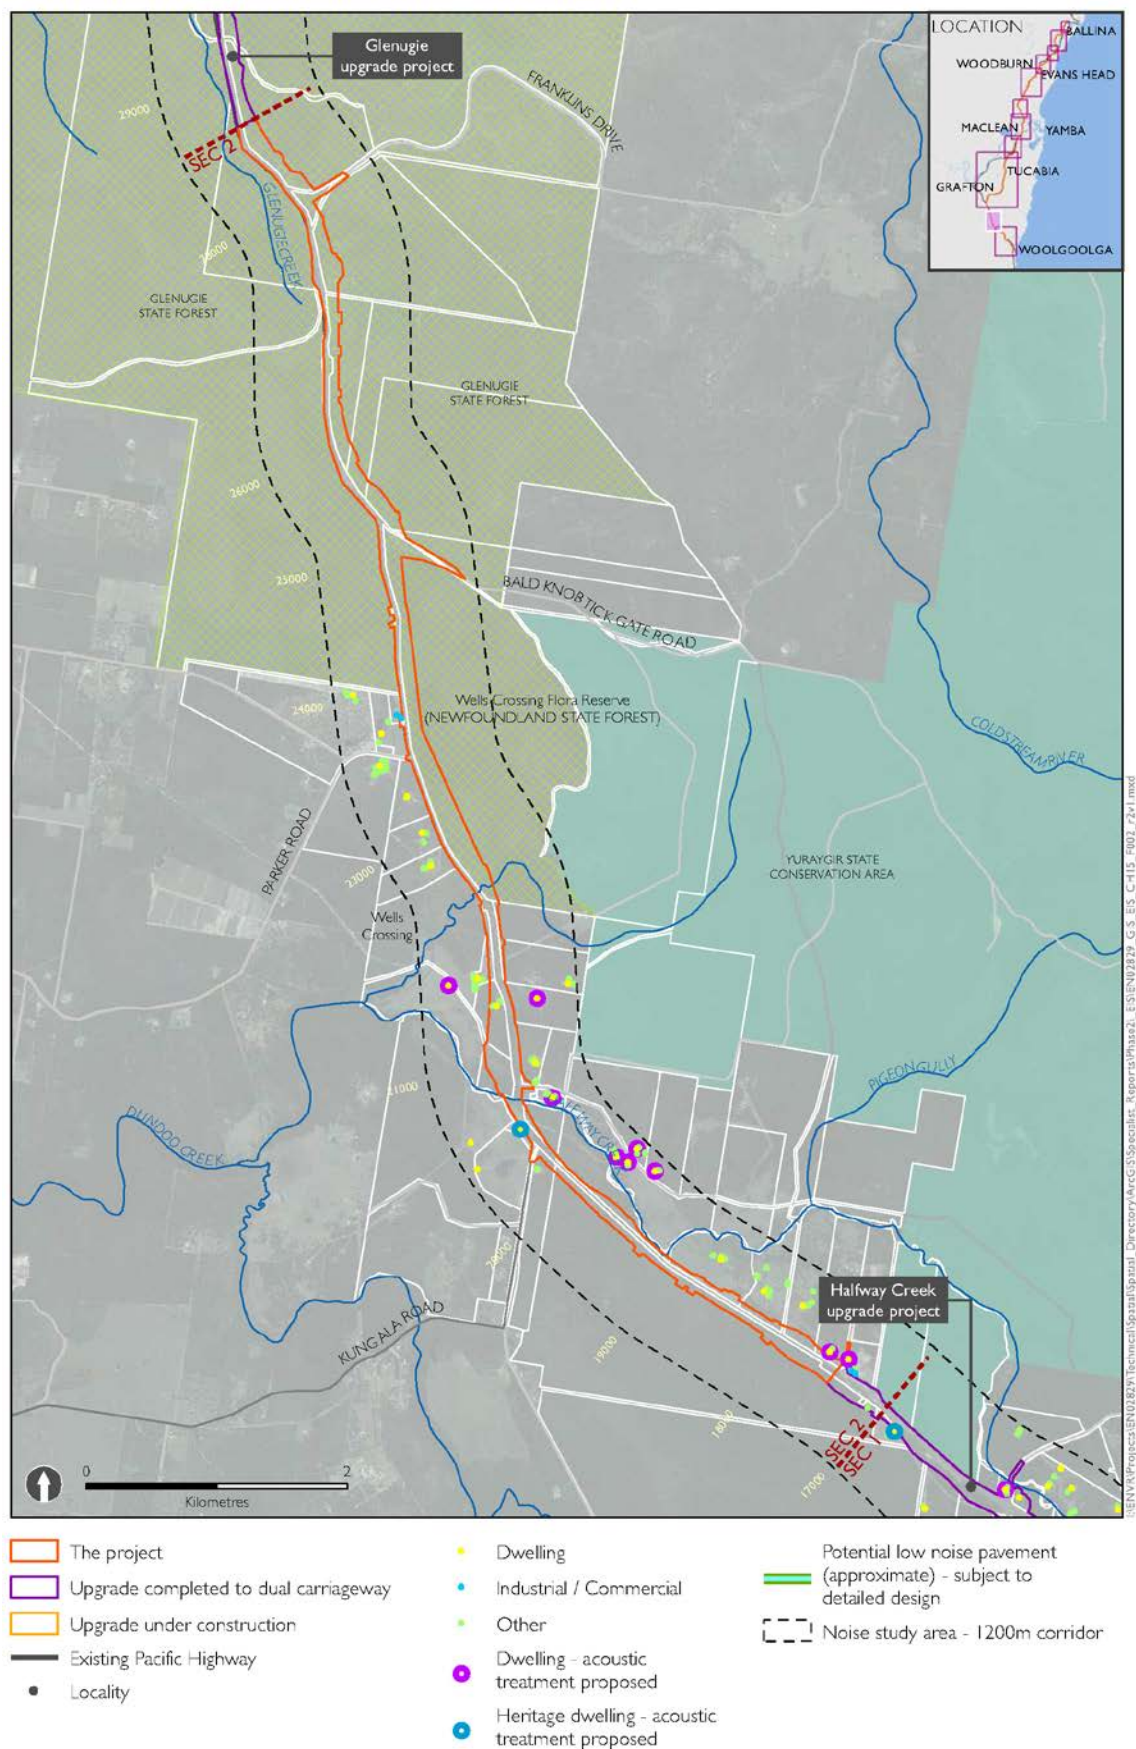 LOCATION
BALLINA
WOODBURN
EVANS HEAD
MACLEAN
YAMBA
TUCABIA
GRAFTON
WOOLGOOLGA
Glenugie
upgrade project
FRANKLINS DRIVE
29000
SEC 2
GLENUGIE CREEK
28000
GLENUGIE
STATE FOREST
GLENUGIE
STATE FOREST
26000
25000
BALD KNOB TICK GATE ROAD
Wells Crossing Flora Reserve
(NEWFOUNDLAND STATE FOREST)
24000
COLDSTREAM RIVER
PARKER ROAD
23000
YURAYGIR STATE
CONSERVATION AREA
Wells
Crossing
21000
PIGEON GULLY
DUNDOO CREEK
HALFWAY CREEK
20000
KUNGALA ROAD
Halfway Creek
upgrade project
19000
18000
SEC 2
SEC 1
17000
0 2
Kilometres
The project
Upgrade completed to dual carriageway
Upgrade under construction
Existing Pacific Highway
Locality
Dwelling
Industrial / Commercial
Other
Dwelling - acoustic
treatment proposed
Heritage dwelling - acoustic
treatment proposed
Potential low noise pavement
(approximate) - subject to
detailed design
Noise study area - 1200m corridor